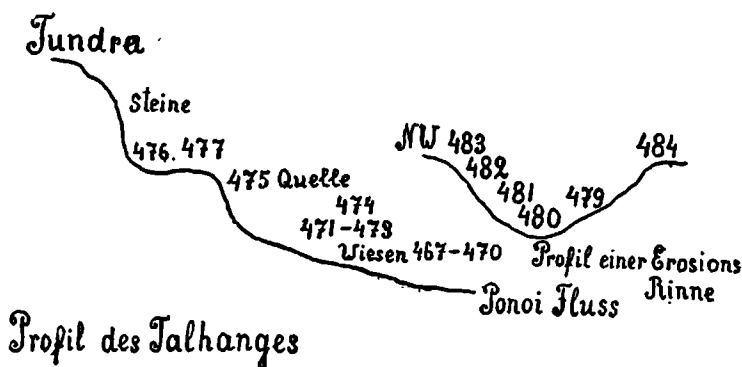 Tundra
Steine
476. 477
475 Quelle
474
471-473
Wiesen 467-470
Ponoi Fluss
Profil des Talhanges
NW 483
482
481
480
479
484
Profil einer Erosions
Rinne